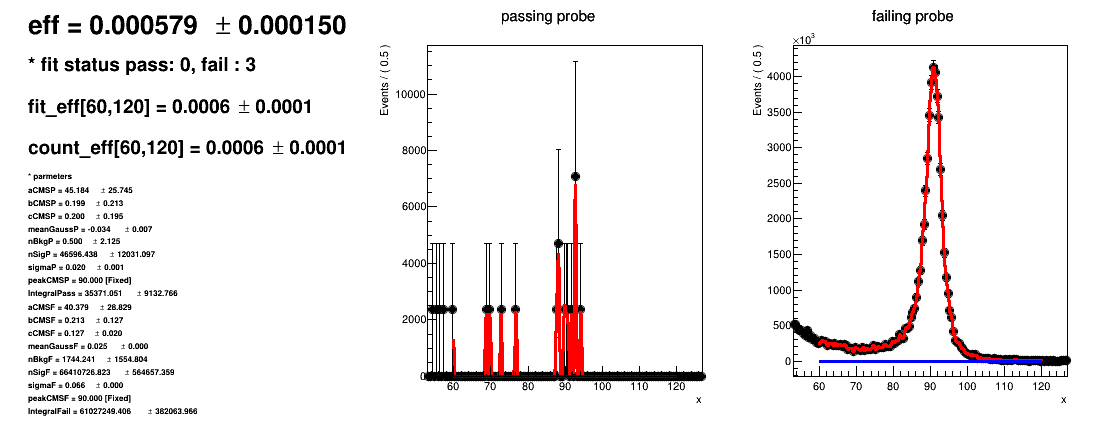 eff = 0.000579 ± 0.000150
* fit status pass: 0, fail : 3
fit_eff[60,120] = 0.0006 ± 0.0001
count_eff[60,120] = 0.0006 ± 0.0001
* parmeters
aCMSP = 45.184 ± 25.745
bCMSP = 0.199 ± 0.213
cCMSP = 0.200 ± 0.195
meanGaussP = -0.034 ± 0.007
nBkgP = 0.500 ± 2.125
nSigP = 46596.438 ± 12031.097
sigmaP = 0.020 ± 0.001
peakCMSP = 90.000 [Fixed]
IntegralPass = 35371.051 ± 9132.766
aCMSF = 40.379 ± 28.829
bCMSF = 0.213 ± 0.127
cCMSF = 0.127 ± 0.020
meanGaussF = 0.025 ± 0.000
nBkgF = 1744.241 ± 1554.804
nSigF = 66410726.823 ± 564657.359
sigmaF = 0.066 ± 0.000
peakCMSF = 90.000 [Fixed]
IntegralFail = 61027249.406 ± 382063.966
passing probe
Events / ( 0.5 )
10000
8000
6000
4000
2000
0
60 70 80 90 100 110 120
x
failing probe
×10³
Events / ( 0.5 )
4000
3500
3000
2500
2000
1500
1000
500
0
60 70 80 90 100 110 120
x